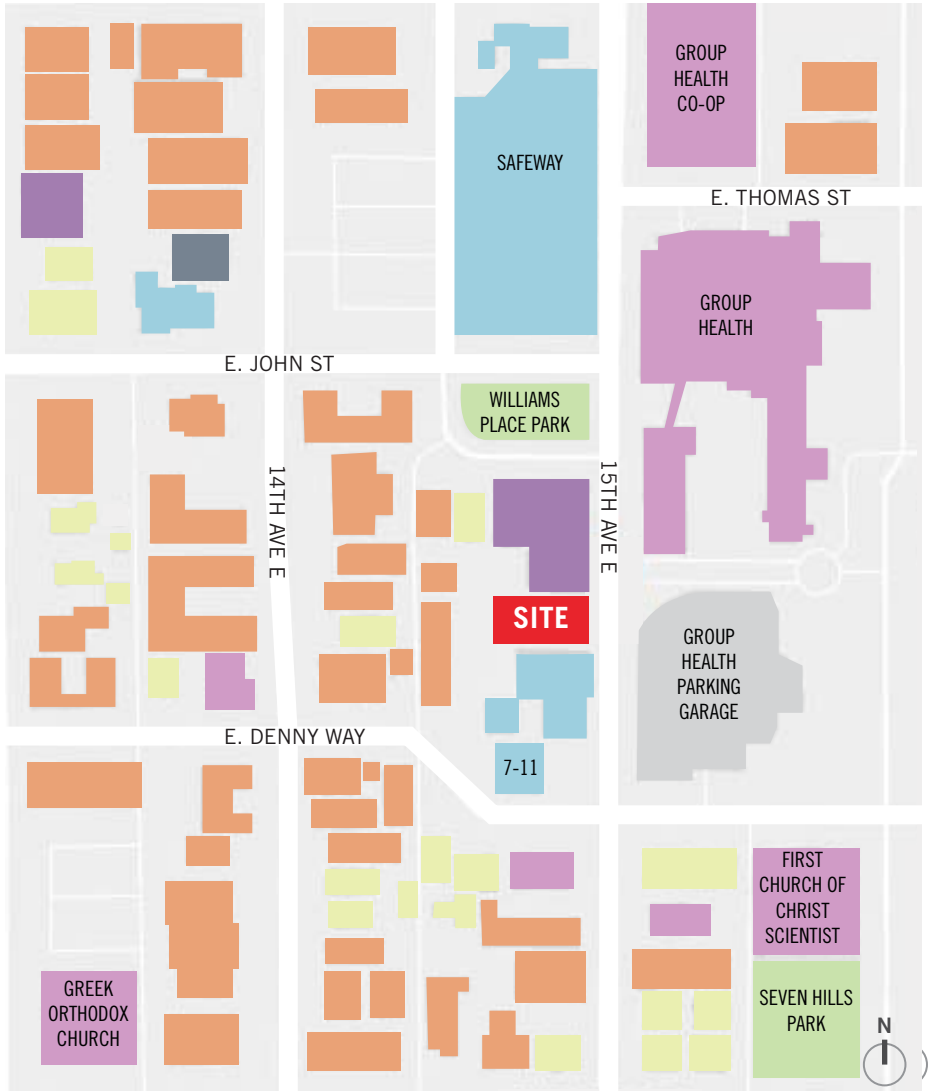 GROUP
HEALTH
CO-OP
SAFEWAY
E. THOMAS ST
GROUP
HEALTH
E. JOHN ST
WILLIAMS
PLACE PARK
14TH AVE E
15TH AVE E
SITE
GROUP
HEALTH
PARKING
GARAGE
E. DENNY WAY
7-11
FIRST
CHURCH OF
CHRIST
SCIENTIST
GREEK
ORTHODOX
CHURCH
SEVEN HILLS
PARK
N